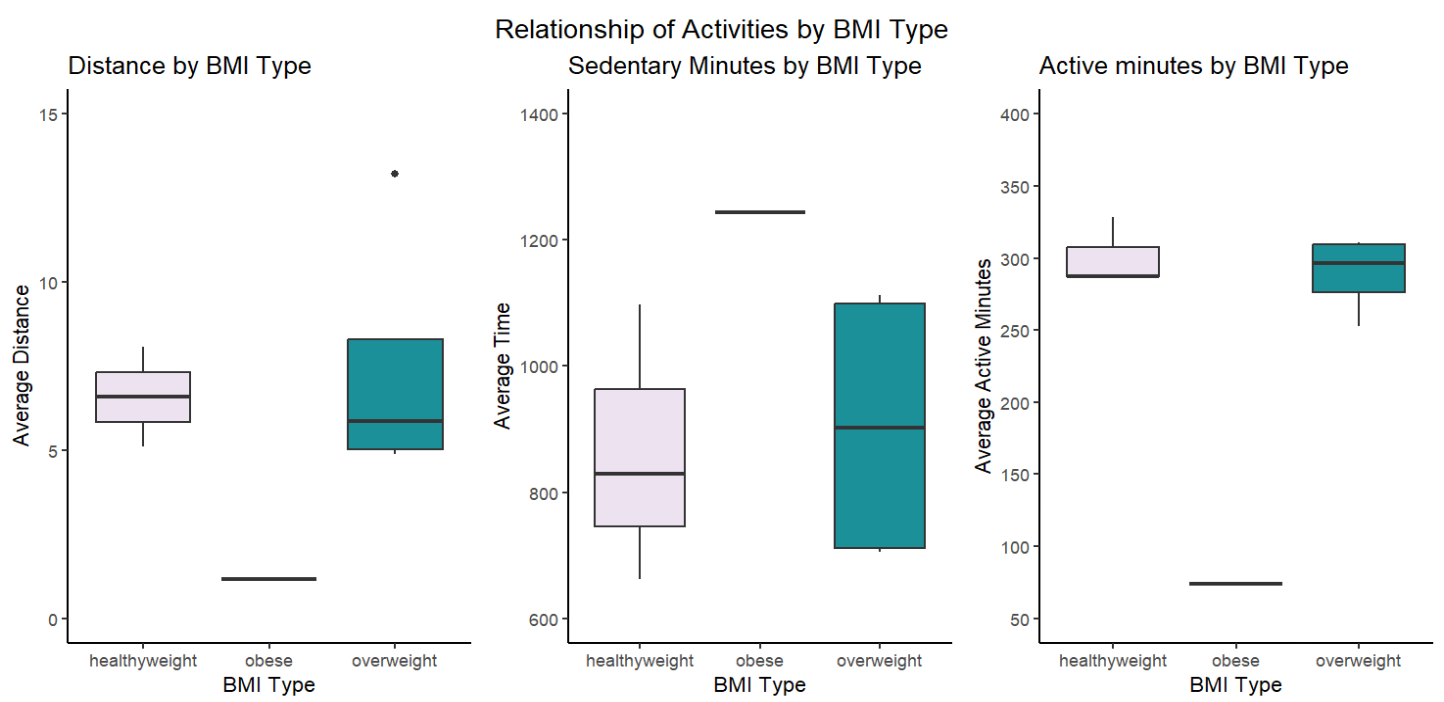 Relationship of Activities by BMI Type
Distance by BMI Type
15
10
5
0
Average Distance
healthyweight obese overweight
BMI Type
Sedentary Minutes by BMI Type
1400
1200
1000
800
600
Average Time
healthyweight obese overweight
BMI Type
Active minutes by BMI Type
400
350
300
250
200
150
100
50
Average Active Minutes
healthyweight obese overweight
BMI Type